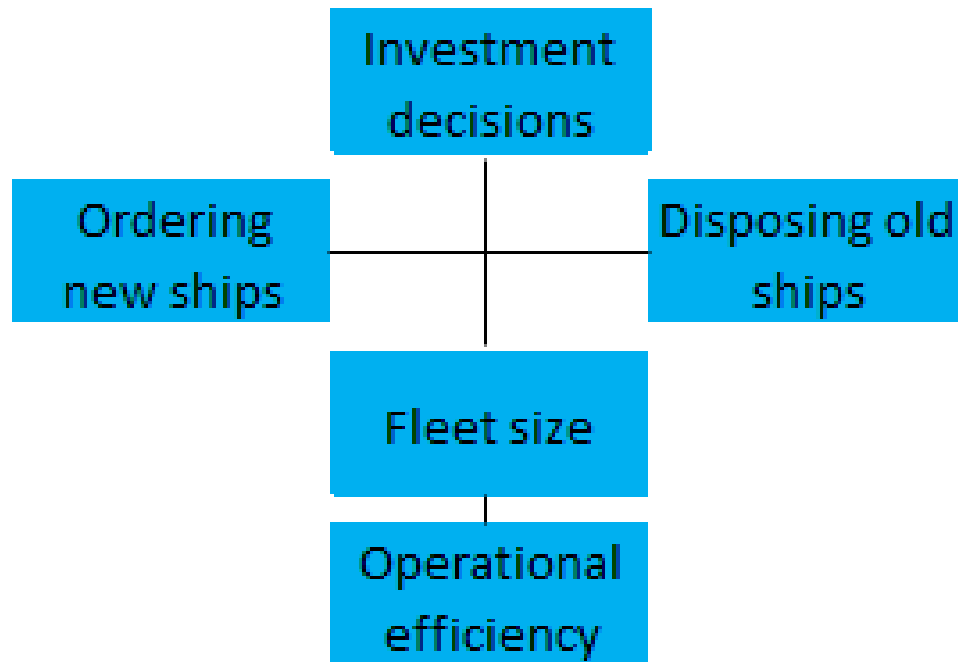 Investment
decisions
Ordering
new ships
Disposing old
ships
Fleet size
Operational
efficiency